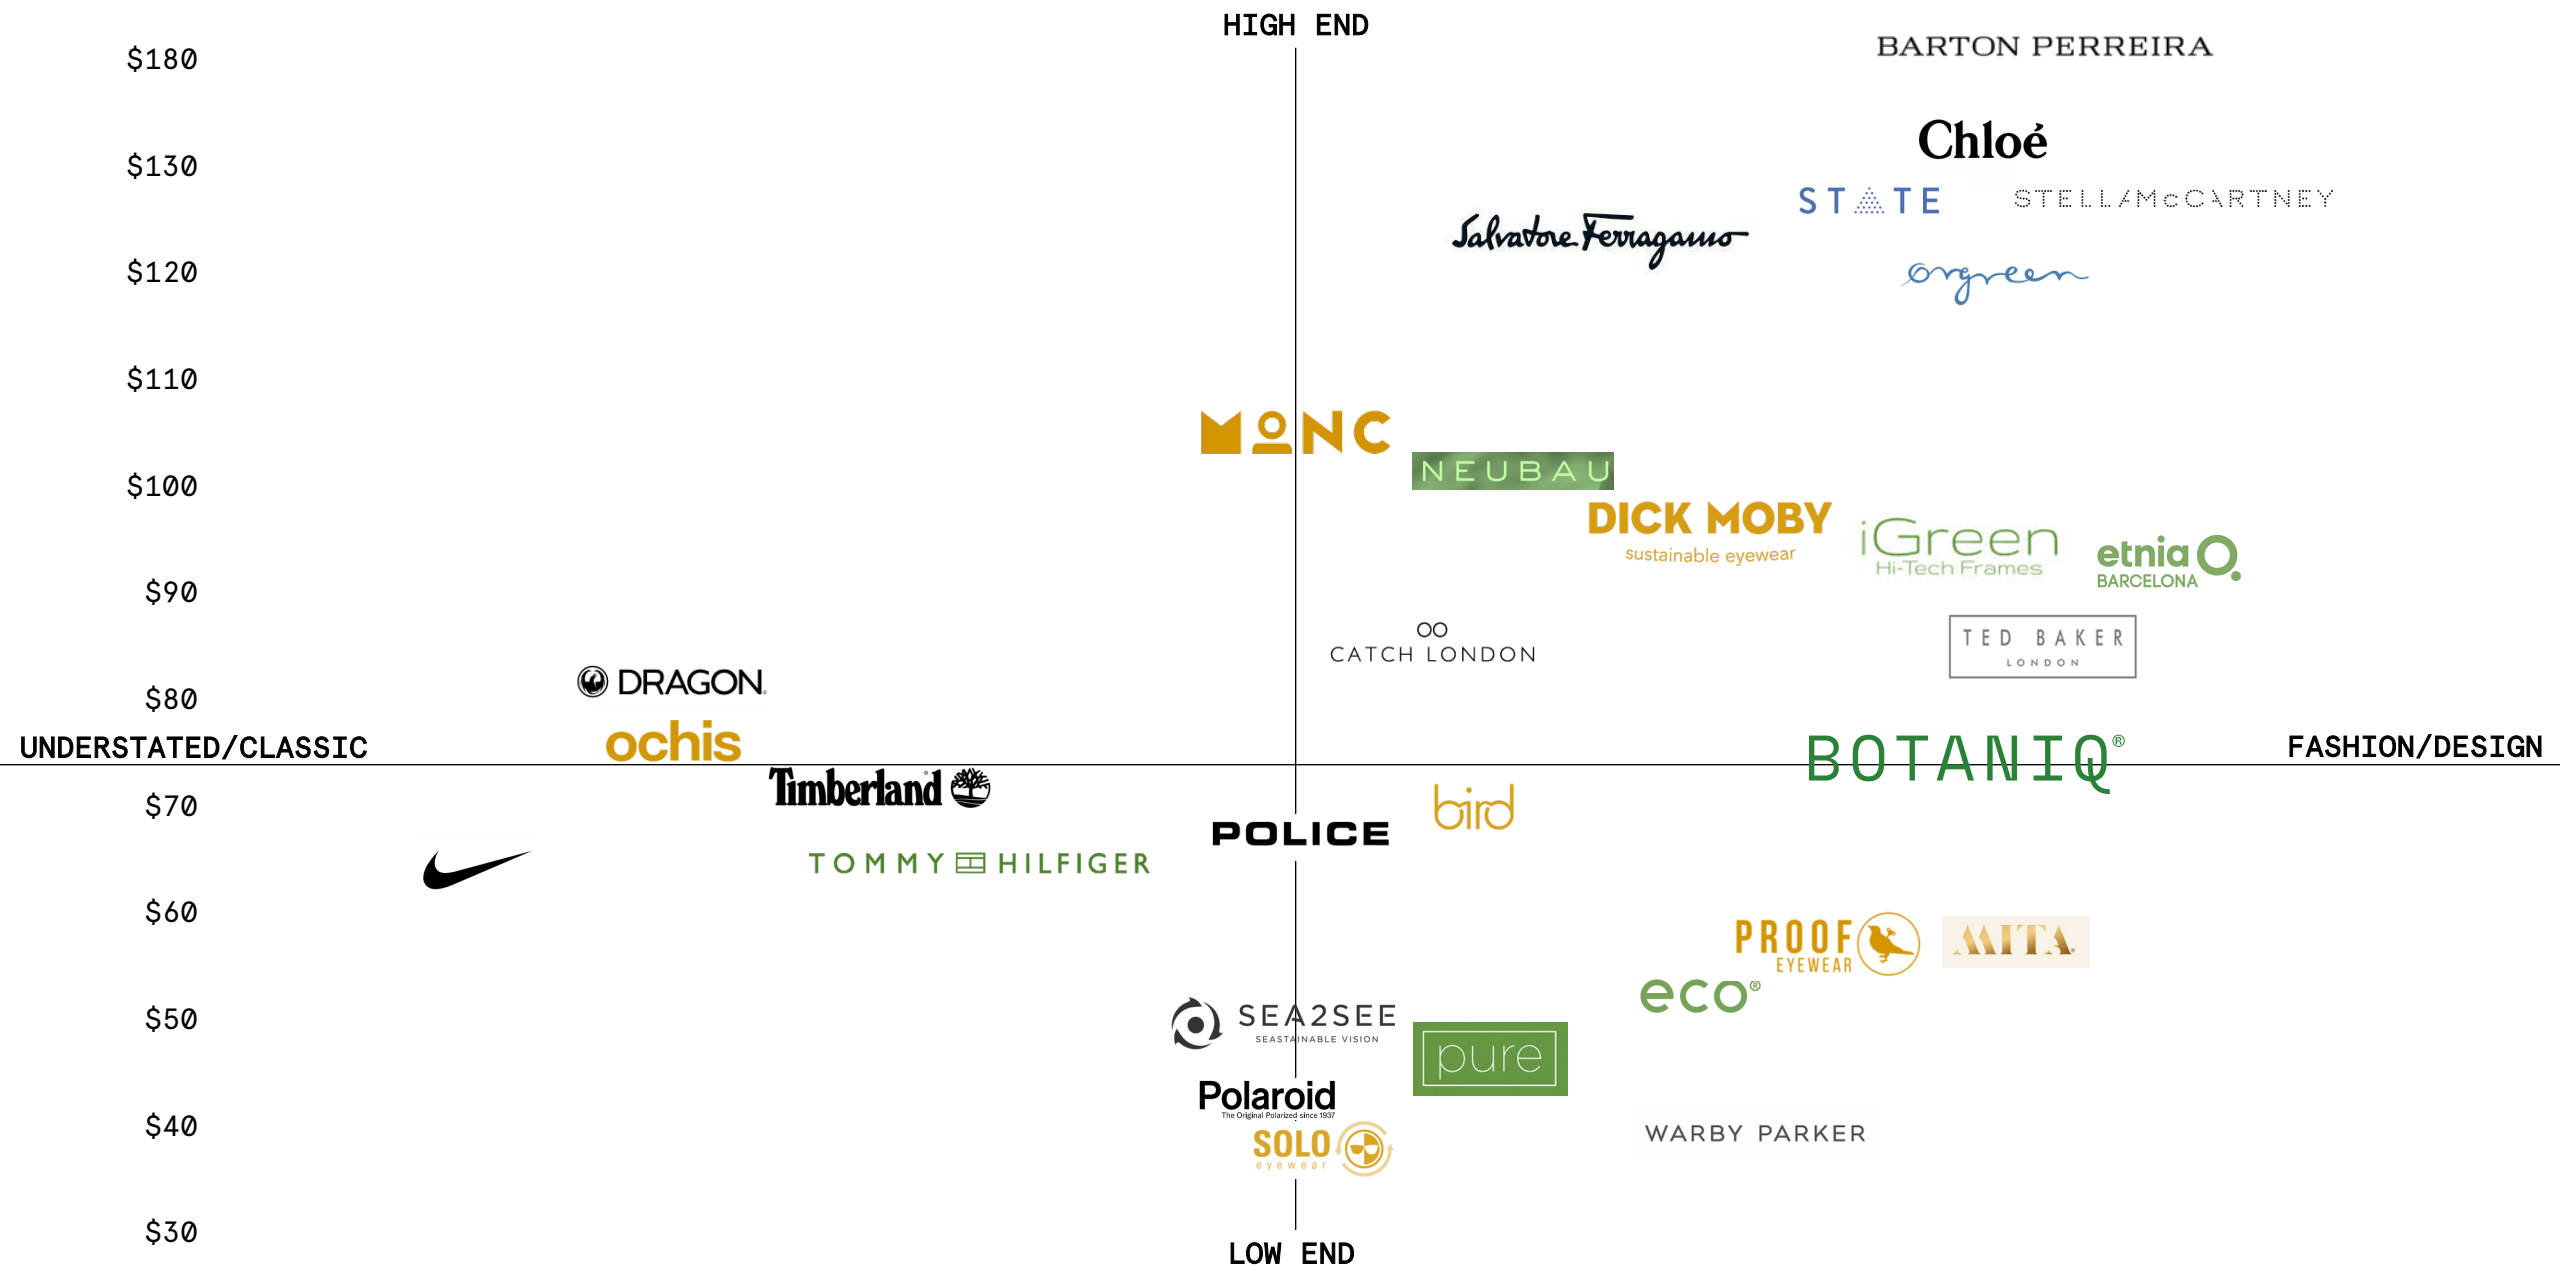 HIGH END
$180
BARTON PERREIRA
Chloé
$130
STATE
STELLA McCARTNEY
Salvatore Ferragamo
$120
orgreen
$110
MONC
NEUBAU
$100
DICK MOBY
sustainable eyewear
iGreen
Hi-Tech Frames
etnia
BARCELONA
$90
CATCH LONDON
TED BAKER
LONDON
DRAGON
$80
ochis
UNDERSTATED/CLASSIC
BOTANIQ®
FASHION/DESIGN
Timberland
$70
bird
POLICE
TOMMY HILFIGER
$60
PROOF
EYEWEAR
MITA
eco®
SEA2SEE
SEASTAINABLE VISION
$50
pure
Polaroid
The Original Polarized since 1937
$40
SOLO
eyewear
WARBY PARKER
$30
LOW END